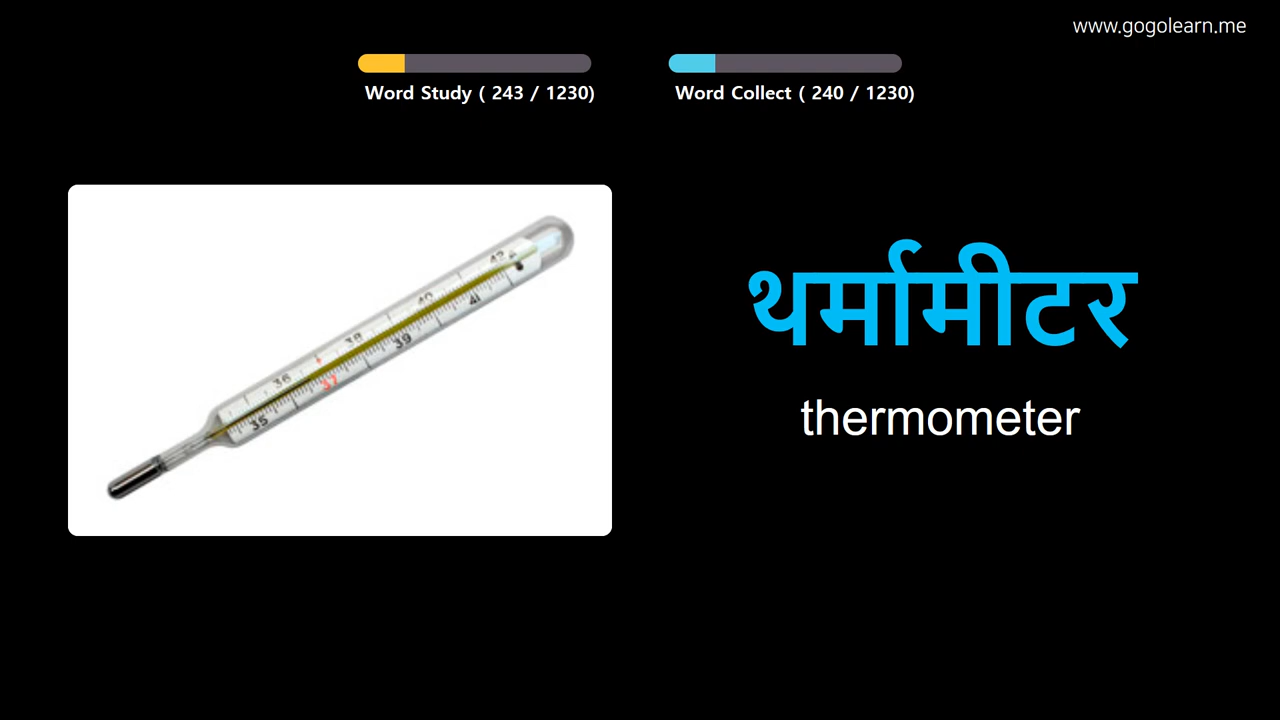 www.gogolearn.me
Word Study ( 243 / 1230)
Word Collect ( 240 / 1230)
थर्मामीटर
thermometer
42
41
40
39
38
37
36
35